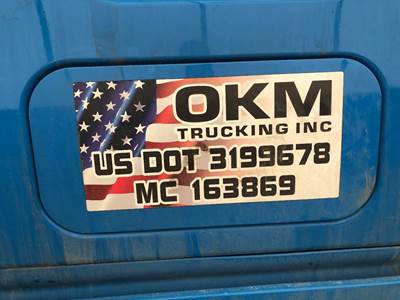 OKM
TRUCKING INC
US DOT 3199678
MC 163869